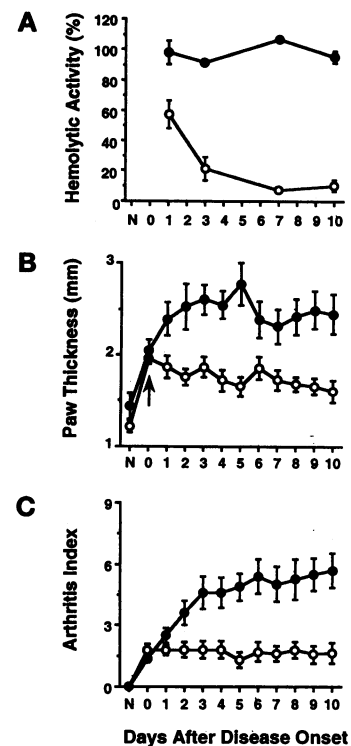 A
Hemolytic Activity (%)
120
100
80
60
40
20
0
N 0 1 2 3 4 5 6 7 8 9 10
B
Paw Thickness (mm)
3
2
1
N 0 1 2 3 4 5 6 7 8 9 10
C
Arthritis Index
9
6
3
0
N 0 1 2 3 4 5 6 7 8 9 10
Days After Disease Onset